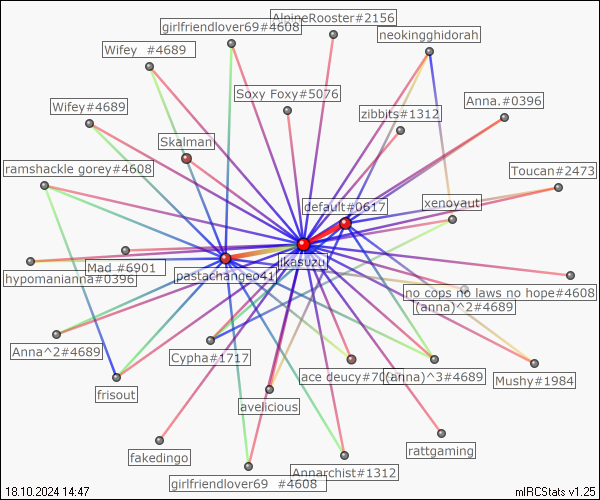 AlpineRooster#2156
girlfriendlover69#4608
neokingghidorah
Wifey  #4689
Soxy Foxy#5076
Anna.#0396
Wifey#4689
zibbits#1312
Skalman
ramshackle gorey#4608
Toucan#2473
xenoyaut
default#0617
jkasuzu
Mad #6901
pastachangeo41
hypomanianna#0396
no cops no laws no hope#4608
(anna)^2#4689
Anna^2#4689
Cypha#1717
ace deucy#70
(anna)^3#4689
Mushy#1984
frisout
avelicious
fakedingo
rattgaming
Annarchist#1312
girlfriendlover69  #4608
18.10.2024 14:47
mIRCStats v1.25